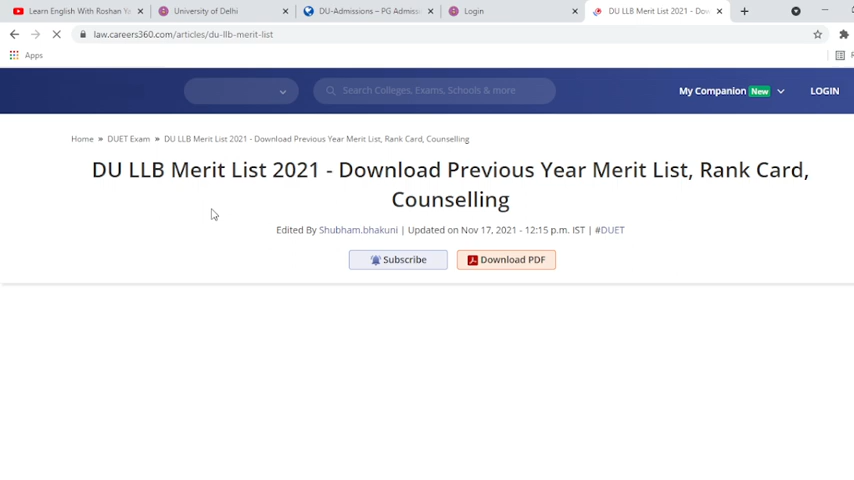 Learn English With Roshan
University of Delhi
DU-Admissions – PG Admiss
Login
DU LLB Merit List 2021 - Dow
law.careers360.com/articles/du-llb-merit-list
Apps
Search Colleges, Exams, Schools & more
My Companion New
LOGIN
Home » DUET Exam » DU LLB Merit List 2021 - Download Previous Year Merit List, Rank Card, Counselling
DU LLB Merit List 2021 - Download Previous Year Merit List, Rank Card,
Counselling
Edited By Shubham.bhakuni | Updated on Nov 17, 2021 - 12:15 p.m. IST | #DUET
Subscribe
Download PDF